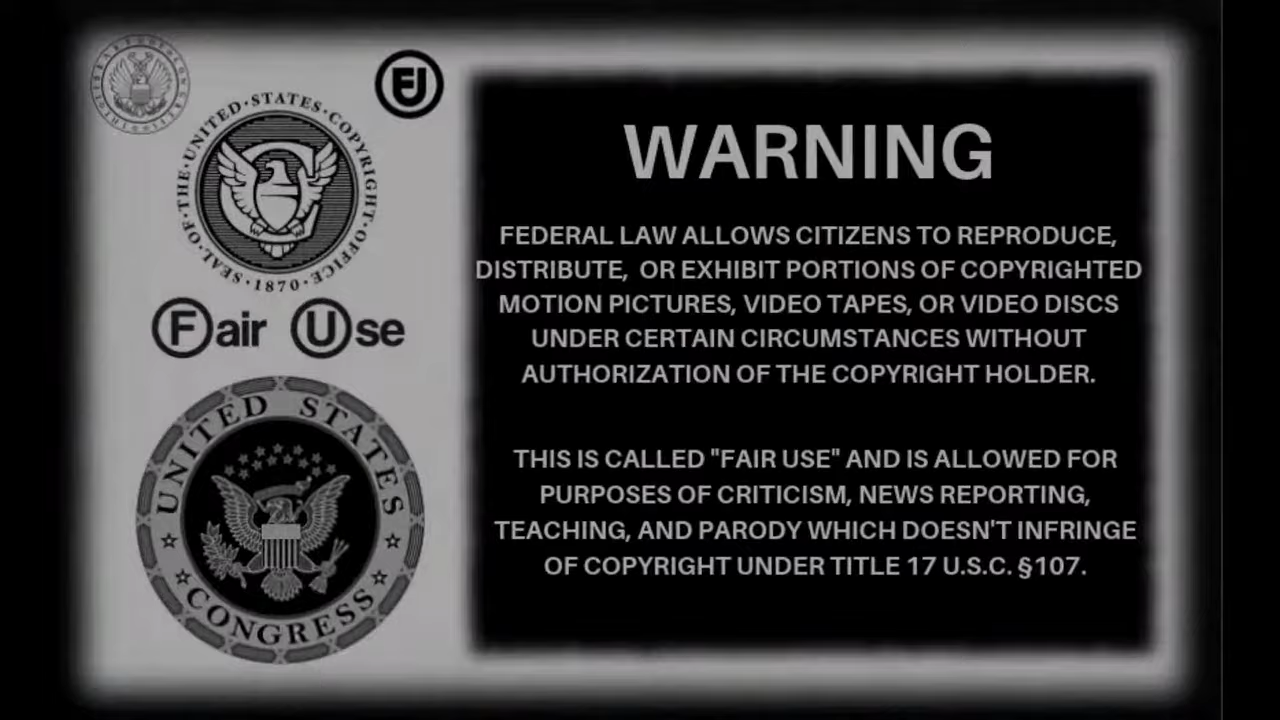 SEAL·OF·THE·UNITED·STATES·COPYRIGHT·OFFICE
·1870·
Fair Use
UNITED STATES
CONGRESS
WARNING
FEDERAL LAW ALLOWS CITIZENS TO REPRODUCE,
DISTRIBUTE, OR EXHIBIT PORTIONS OF COPYRIGHTED
MOTION PICTURES, VIDEO TAPES, OR VIDEO DISCS
UNDER CERTAIN CIRCUMSTANCES WITHOUT
AUTHORIZATION OF THE COPYRIGHT HOLDER.
THIS IS CALLED "FAIR USE" AND IS ALLOWED FOR
PURPOSES OF CRITICISM, NEWS REPORTING,
TEACHING, AND PARODY WHICH DOESN'T INFRINGE
OF COPYRIGHT UNDER TITLE 17 U.S.C. §107.